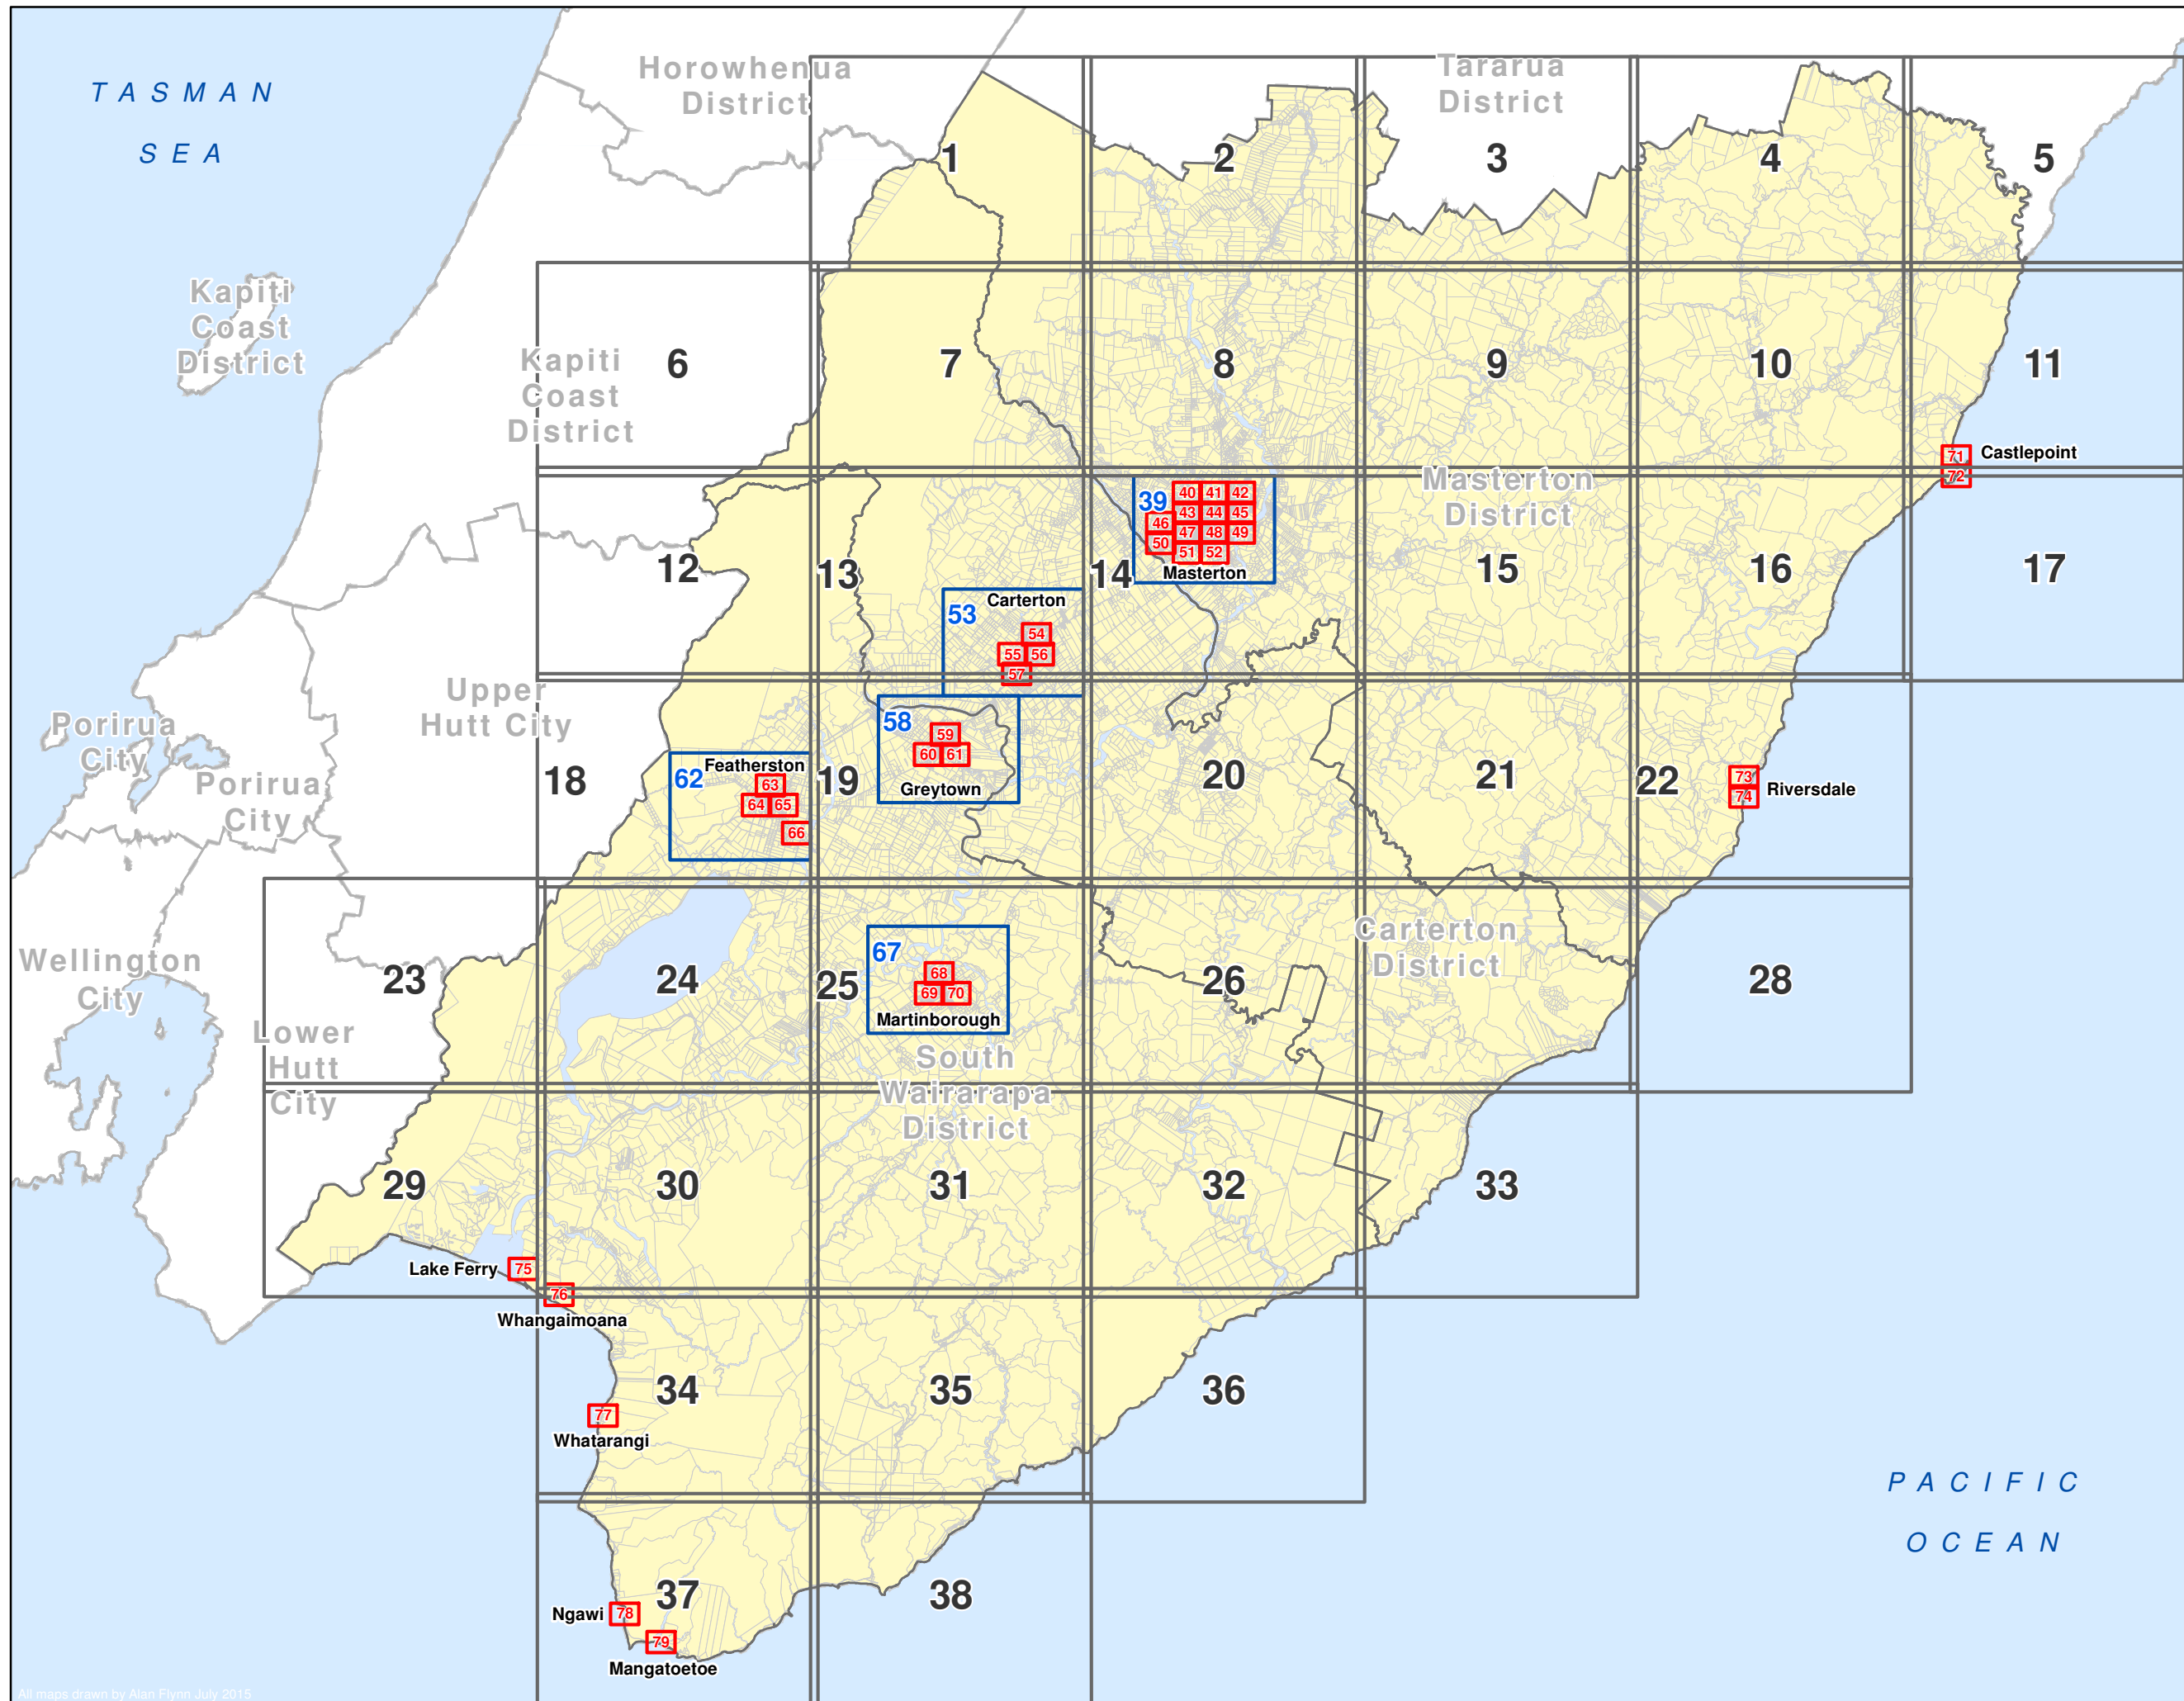 TASMAN
SEA
Horowhenua
District
Tararua
District
1
2
3
4
5
Kapiti
Coast
District
Kapiti
Coast
District
6
7
8
9
10
11
71
Castlepoint
72
Masterton
District
39
40
41
42
43
44
45
46
47
48
49
50
51
52
Masterton
12
13
14
15
16
17
53
Carterton
54
55
56
57
Upper
Hutt City
Porirua
City
Porirua
City
58
59
60
61
Greytown
62
Featherston
63
64
65
66
18
19
20
21
22
73
74
Riversdale
Wellington
City
Lower
Hutt
City
23
24
25
67
68
69
70
Martinborough
26
Carterton
District
28
South
Wairarapa
District
29
30
31
32
33
Lake Ferry
75
76
Whangaimoana
34
35
36
77
Whatarangi
PACIFIC
OCEAN
37
38
Ngawi
78
79
Mangatoetoe
All maps drawn by Alan Flynn July 2015